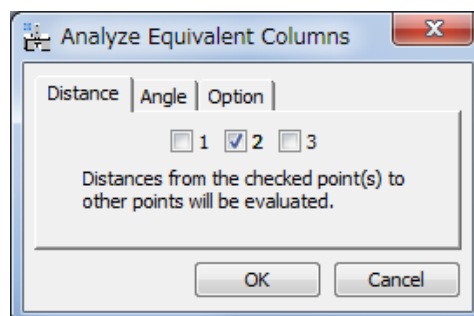 Analyze Equivalent Columns
Distance Angle Option
1 2 3
Distances from the checked point(s) to
other points will be evaluated.
OK Cancel